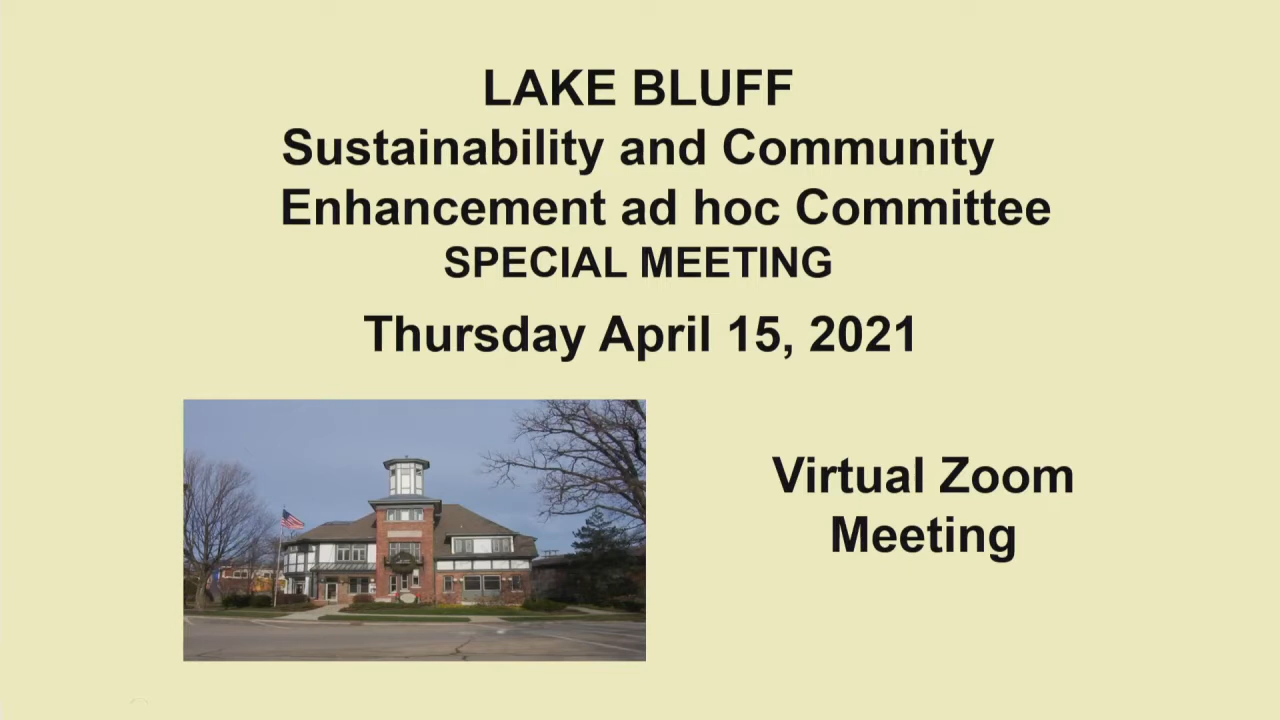 LAKE BLUFF
Sustainability and Community
Enhancement ad hoc Committee
SPECIAL MEETING
Thursday April 15, 2021
Virtual Zoom
Meeting